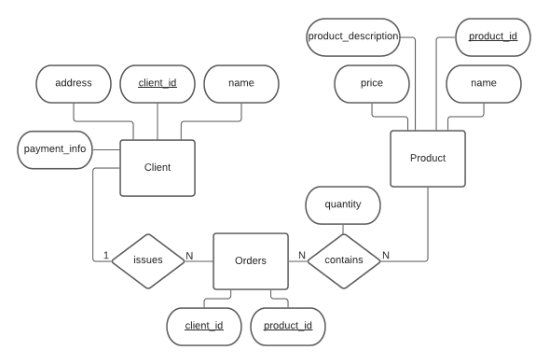 product_description
product_id
address
client_id
name
price
name
payment_info
Client
Product
quantity
1
issues
N
Orders
N
contains
N
client_id
product_id